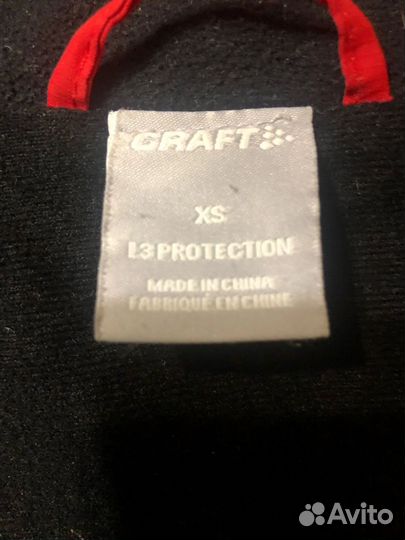 CRAFT
XS
L3 PROTECTION
MADE IN CHINA
FABRIQUÉ EN CHINE
Avito